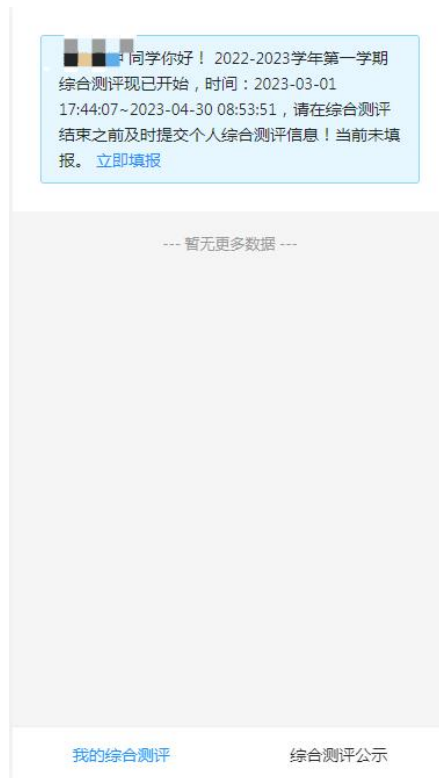 同学你好！ 2022-2023学年第一学期
综合测评现已开始，时间：2023-03-01
17:44:07~2023-04-30 08:53:51，请在综合测评
结束之前及时提交个人综合测评信息！当前未填
报。 立即填报
--- 暂无更多数据 ---
我的综合测评
综合测评公示